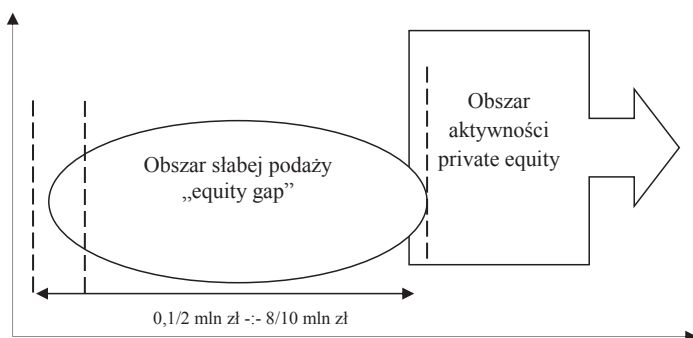 Obszar słabej podaży
„equity gap”
Obszar
aktywności
private equity
0,1/2 mln zł -:- 8/10 mln zł